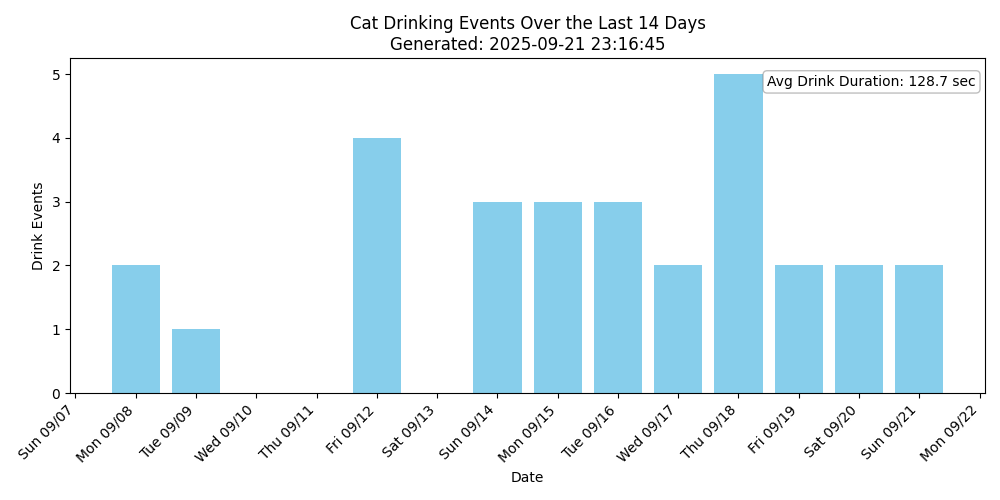 Cat Drinking Events Over the Last 14 Days
Generated: 2025-09-21 23:16:45
Avg Drink Duration: 128.7 sec
Drink Events
5
4
3
2
1
0
Sun 09/07
Mon 09/08
Tue 09/09
Wed 09/10
Thu 09/11
Fri 09/12
Sat 09/13
Sun 09/14
Mon 09/15
Tue 09/16
Wed 09/17
Thu 09/18
Fri 09/19
Sat 09/20
Sun 09/21
Mon 09/22
Date